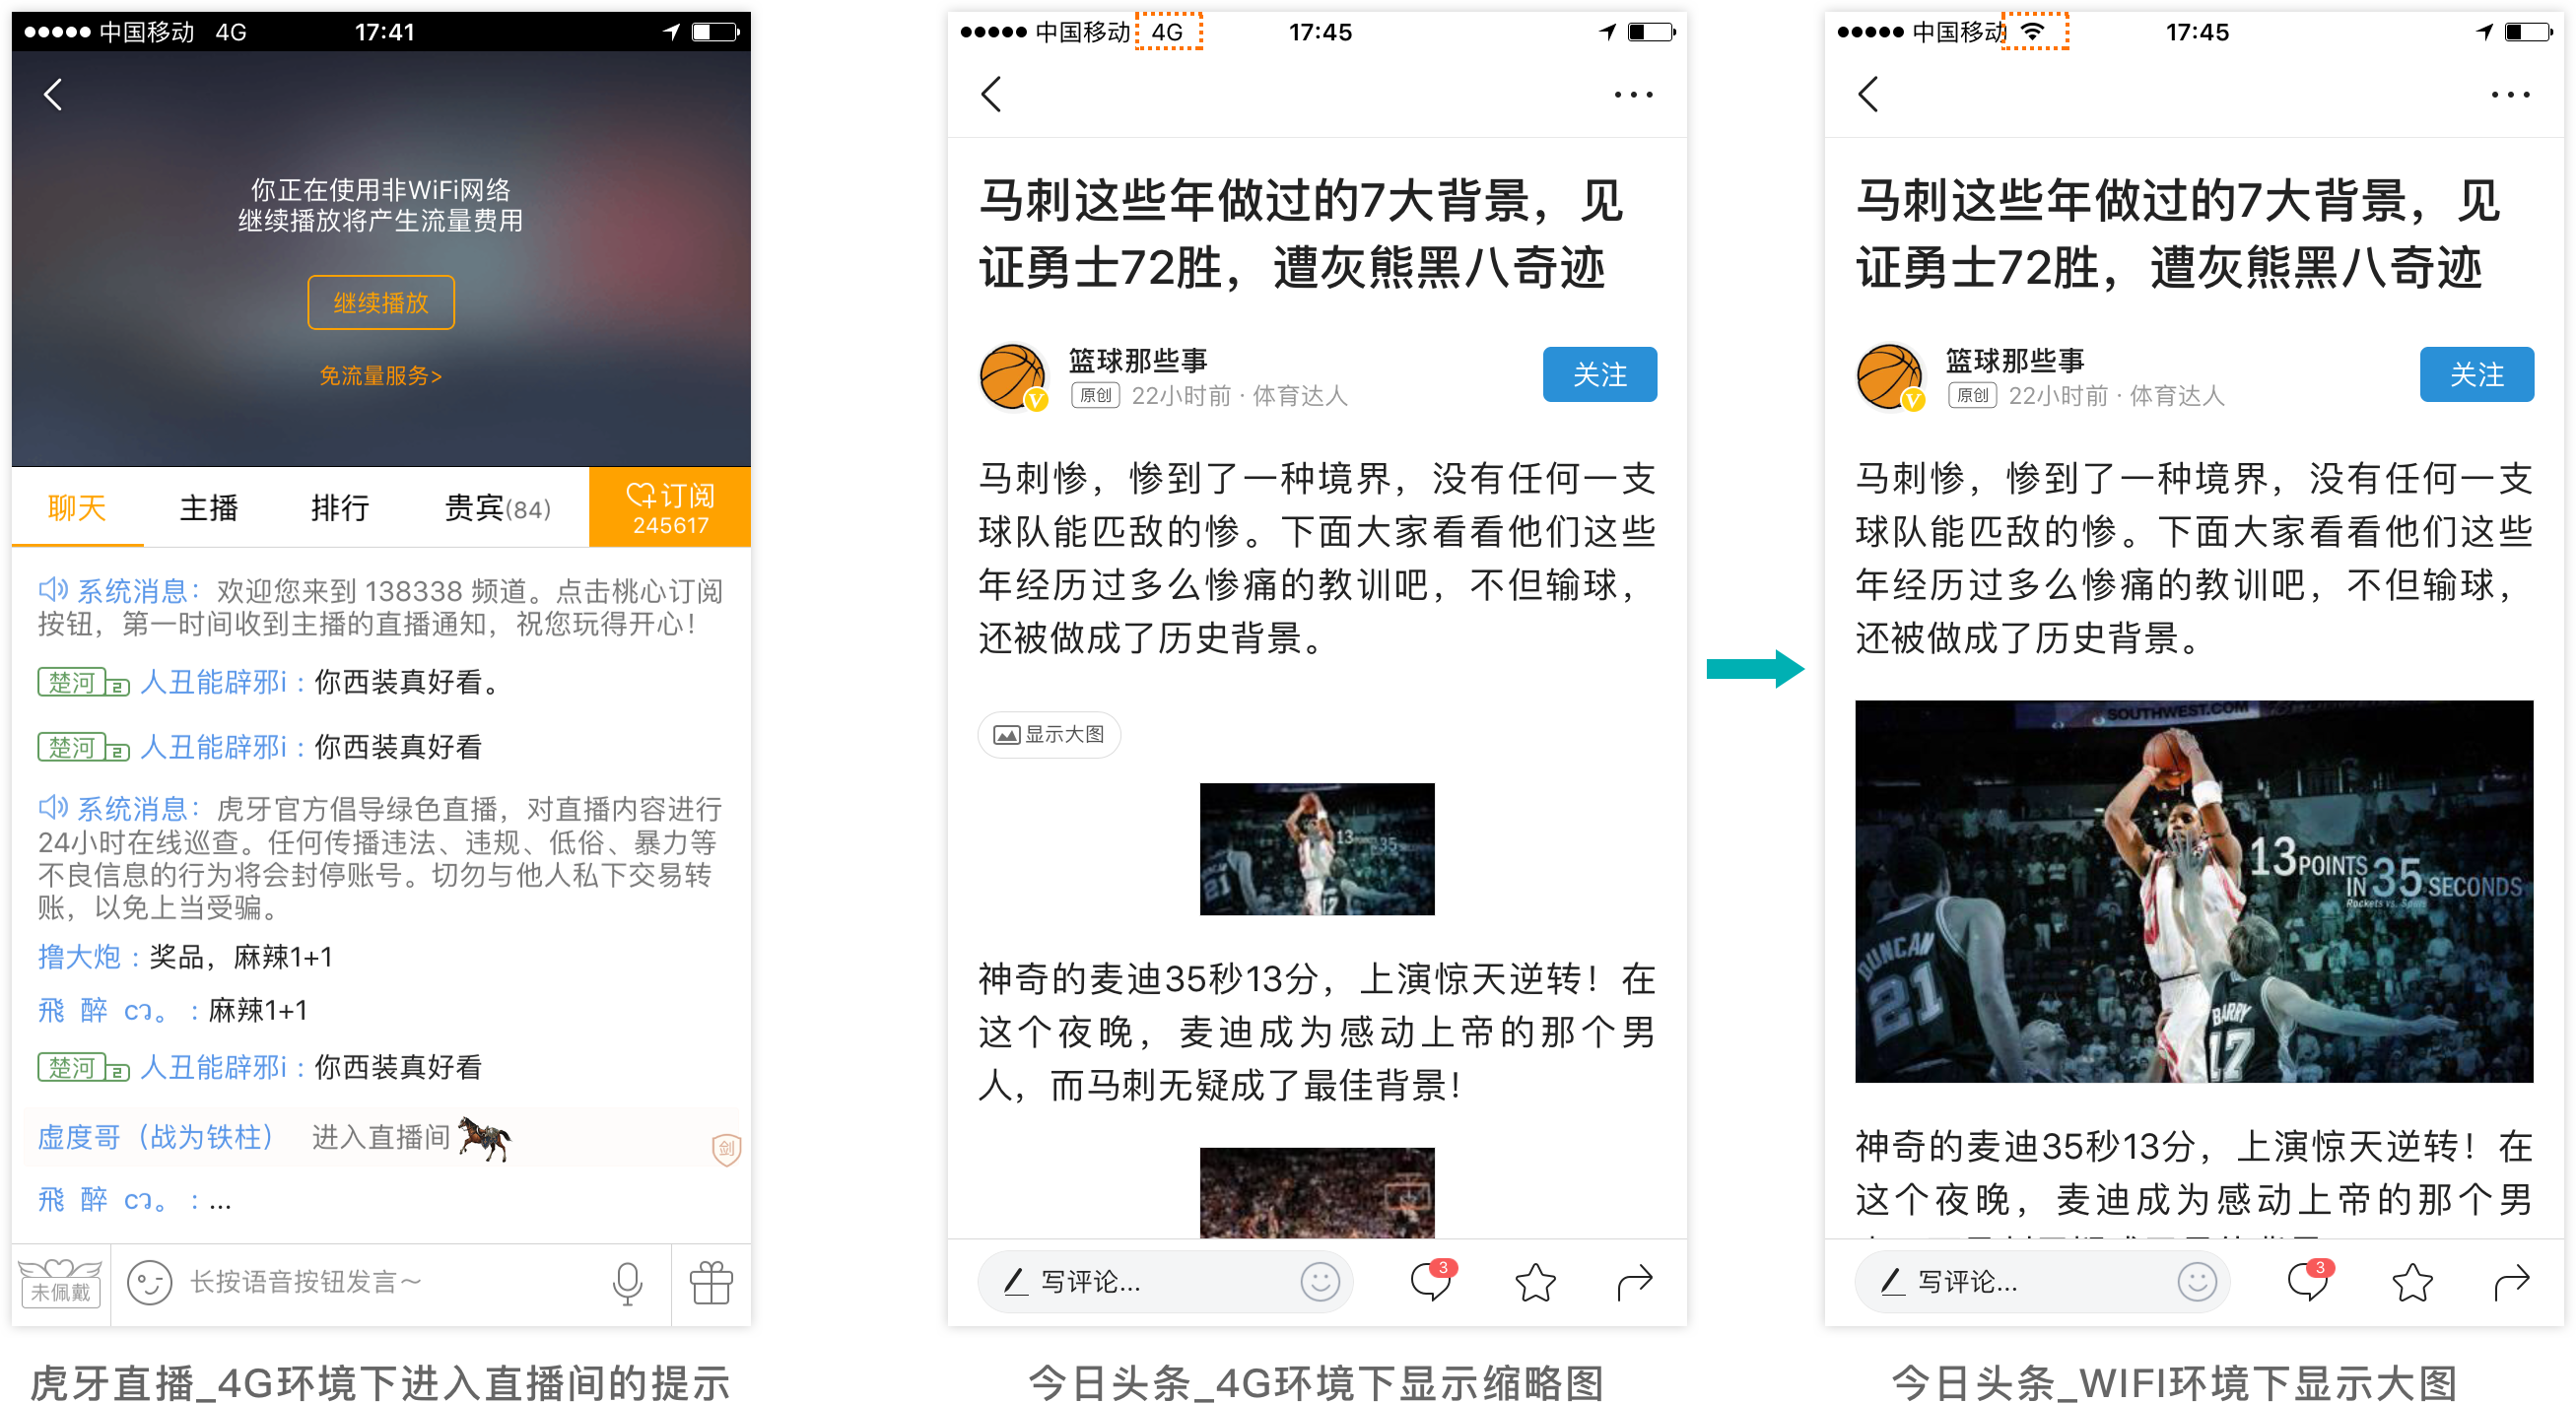 中国移动 4G 17:41
你正在使用非WiFi网络
继续播放将产生流量费用
继续播放
免流量服务>
聊天 主播 排行 贵宾(84) 订阅
245617
系统消息：欢迎您来到 138338 频道。点击桃心订阅
按钮，第一时间收到主播的直播通知，祝您玩得开心！
楚河 2 人丑能辟邪i：你西装真好看。
楚河 2 人丑能辟邪i：你西装真好看
系统消息：虎牙官方倡导绿色直播，对直播内容进行
24小时在线巡查。任何传播违法、违规、低俗、暴力等
不良信息的行为将会封停账号。切勿与他人私下交易转
账，以免上当受骗。
撸大炮：奖品，麻辣1+1
飛 醉  。：麻辣1+1
楚河 2 人丑能辟邪i：你西装真好看
虚度哥（战为铁柱） 进入直播间
剑
飛 醉 。：...
未佩戴 长按语音按钮发言～
虎牙直播_4G环境下进入直播间的提示
中国移动 4G 17:45
马刺这些年做过的7大背景，见
证勇士72胜，遭灰熊黑八奇迹
篮球那些事
V
原创 22小时前 · 体育达人
关注
马刺惨，惨到了一种境界，没有任何一支
球队能匹敌的惨。下面大家看看他们这些
年经历过多么惨痛的教训吧，不但输球，
还被做成了历史背景。
显示大图
13
35
21
神奇的麦迪35秒13分，上演惊天逆转！在
这个夜晚，麦迪成为感动上帝的那个男
人，而马刺无疑成了最佳背景！
写评论... 3
今日头条_4G环境下显示缩略图
中国移动 17:45
马刺这些年做过的7大背景，见
证勇士72胜，遭灰熊黑八奇迹
篮球那些事
V
原创 22小时前 · 体育达人
关注
马刺惨，惨到了一种境界，没有任何一支
球队能匹敌的惨。下面大家看看他们这些
年经历过多么惨痛的教训吧，不但输球，
还被做成了历史背景。
SOUTHWEST.COM
13 POINTS
IN 35 SECONDS
Rockets vs. Spurs
DUNCAN
21
BARRY
17
神奇的麦迪35秒13分，上演惊天逆转！在
这个夜晚，麦迪成为感动上帝的那个男
写评论... 3
今日头条_WIFI环境下显示大图